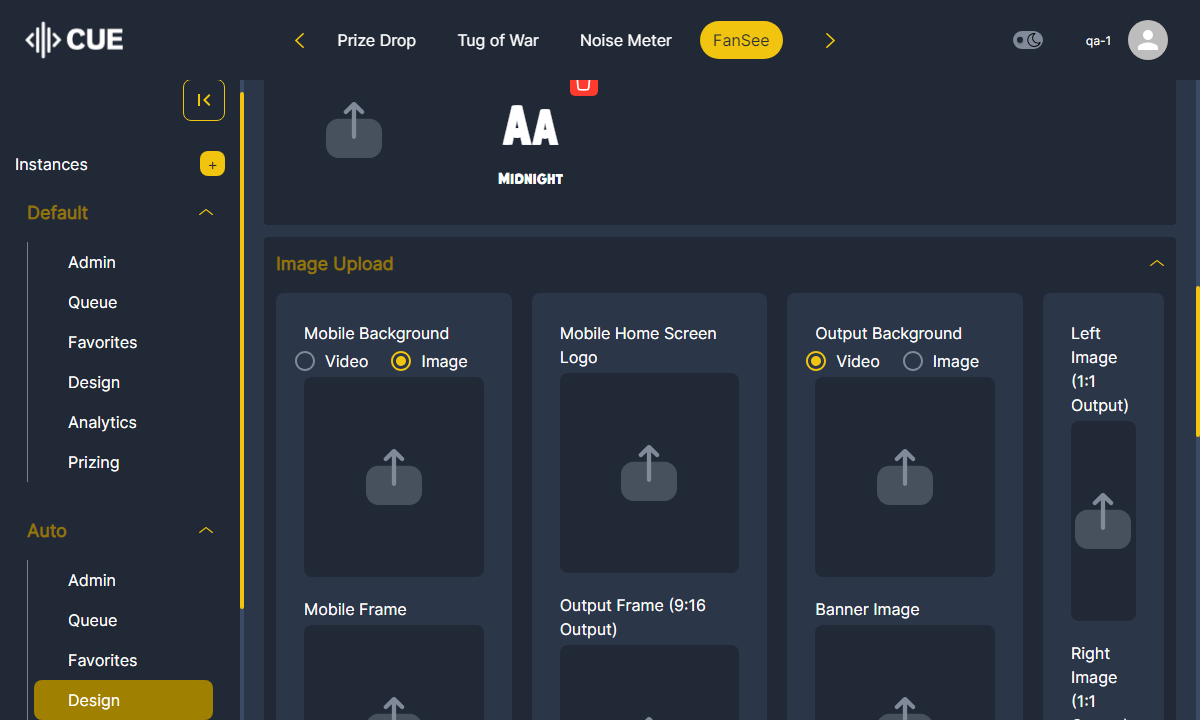 CUE
Prize Drop
Tug of War
Noise Meter
FanSee
qa-1
Instances
+
Default
Admin
Queue
Favorites
Design
Analytics
Prizing
Auto
Admin
Queue
Favorites
Design
AA
Midnight
Image Upload
Mobile Background
Video
Image
Mobile Frame
Mobile Home Screen
Logo
Output Frame (9:16
Output)
Output Background
Video
Image
Banner Image
Left
Image
(1:1
Output)
Right
Image
(1:1